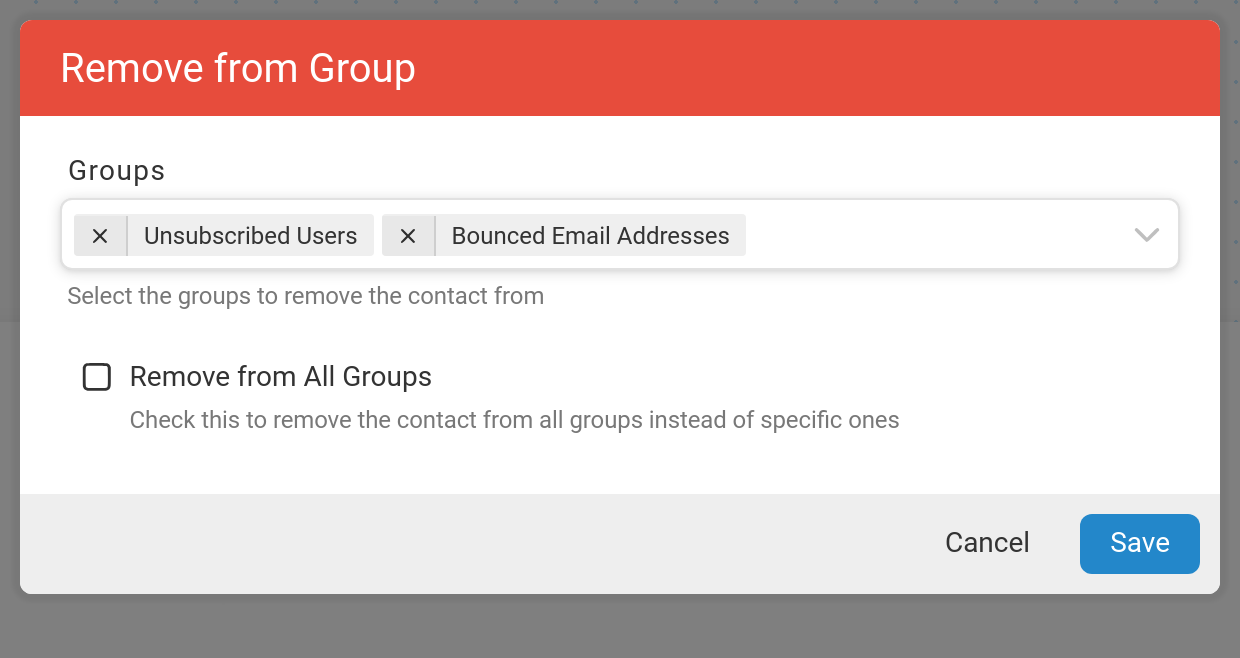 Remove from Group
Groups
Unsubscribed Users
Bounced Email Addresses
Select the groups to remove the contact from
Remove from All Groups
Check this to remove the contact from all groups instead of specific ones
Cancel
Save